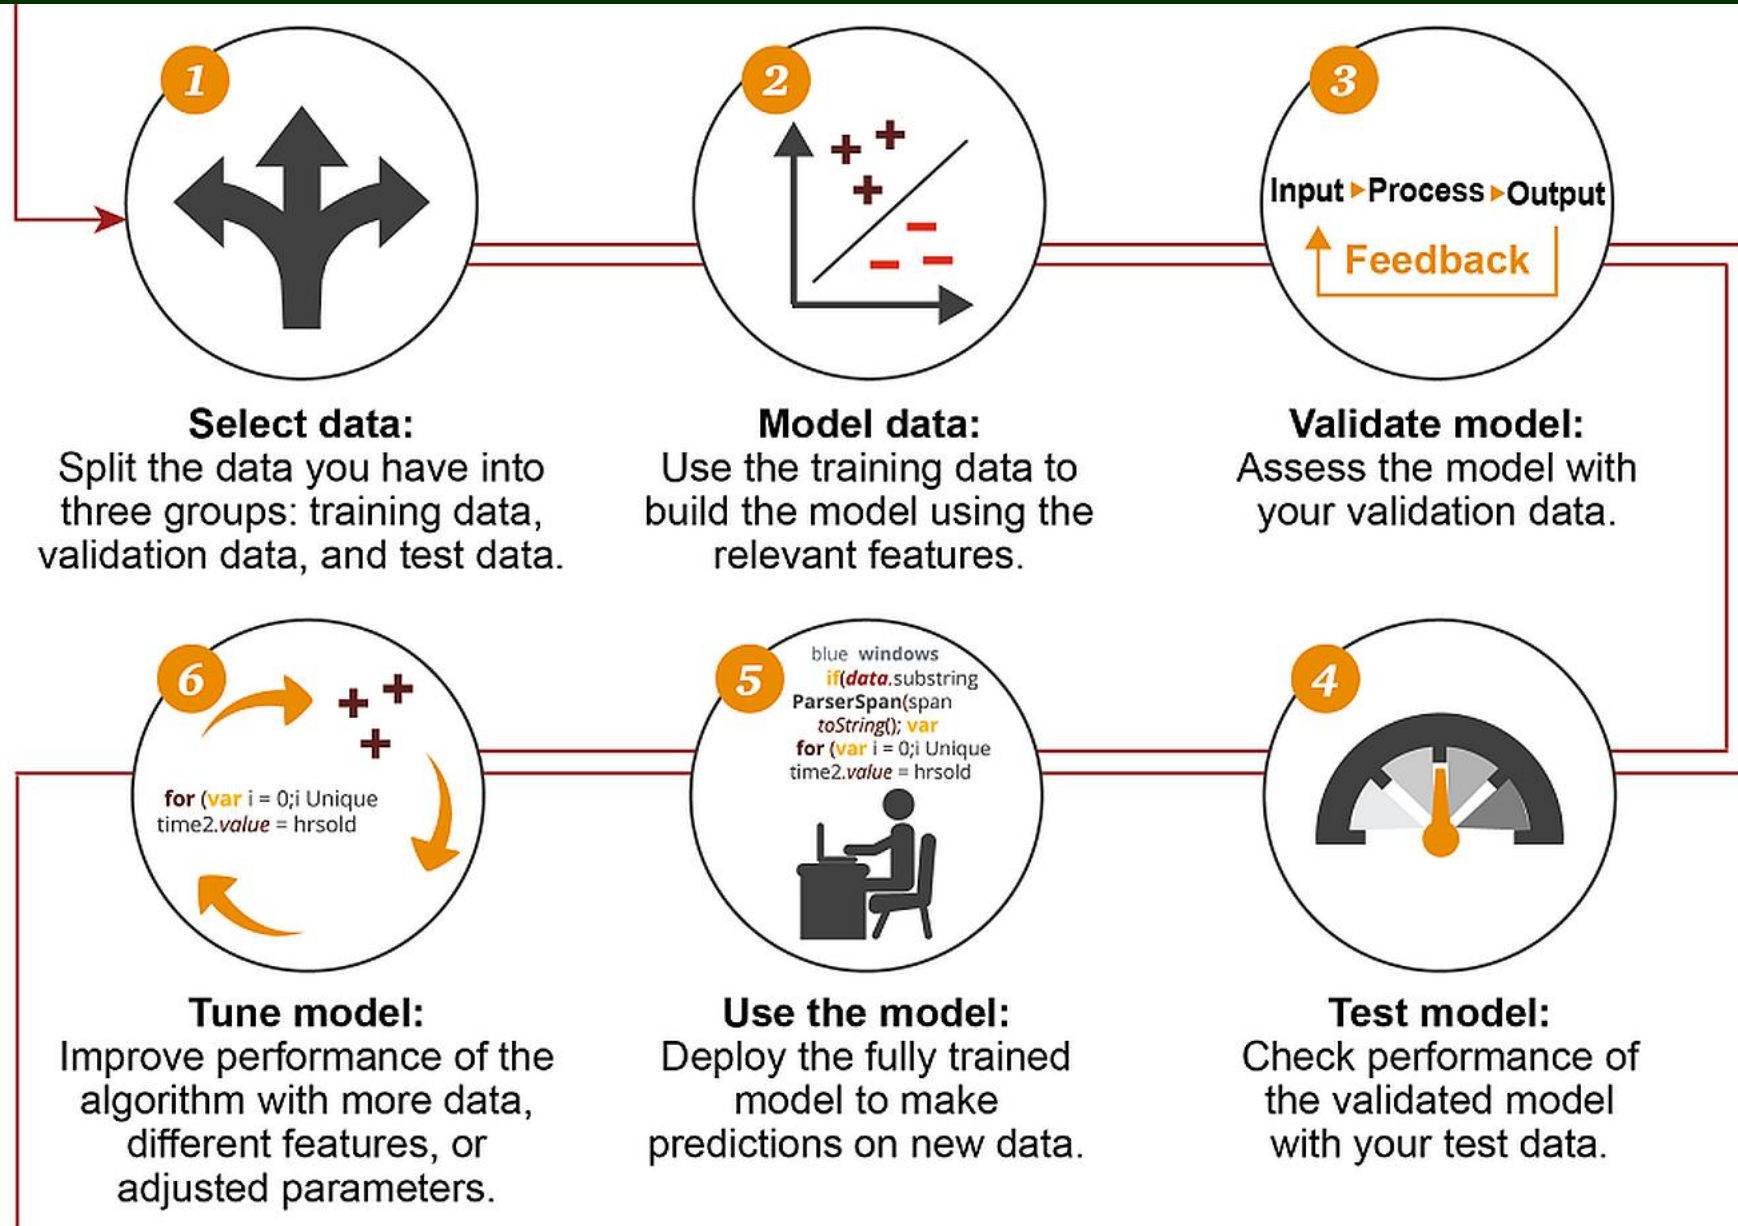 1
Select data:
Split the data you have into
three groups: training data,
validation data, and test data.
2
Model data:
Use the training data to
build the model using the
relevant features.
3
Input Process Output
Feedback
Validate model:
Assess the model with
your validation data.
4
Test model:
Check performance of
the validated model
with your test data.
5
blue windows
if(data.substring
ParserSpan(span
toString(); var
for (var i = 0;i Unique
time2.value = hrsold
Use the model:
Deploy the fully trained
model to make
predictions on new data.
6
for (var i = 0;i Unique
time2.value = hrsold
Tune model:
Improve performance of the
algorithm with more data,
different features, or
adjusted parameters.